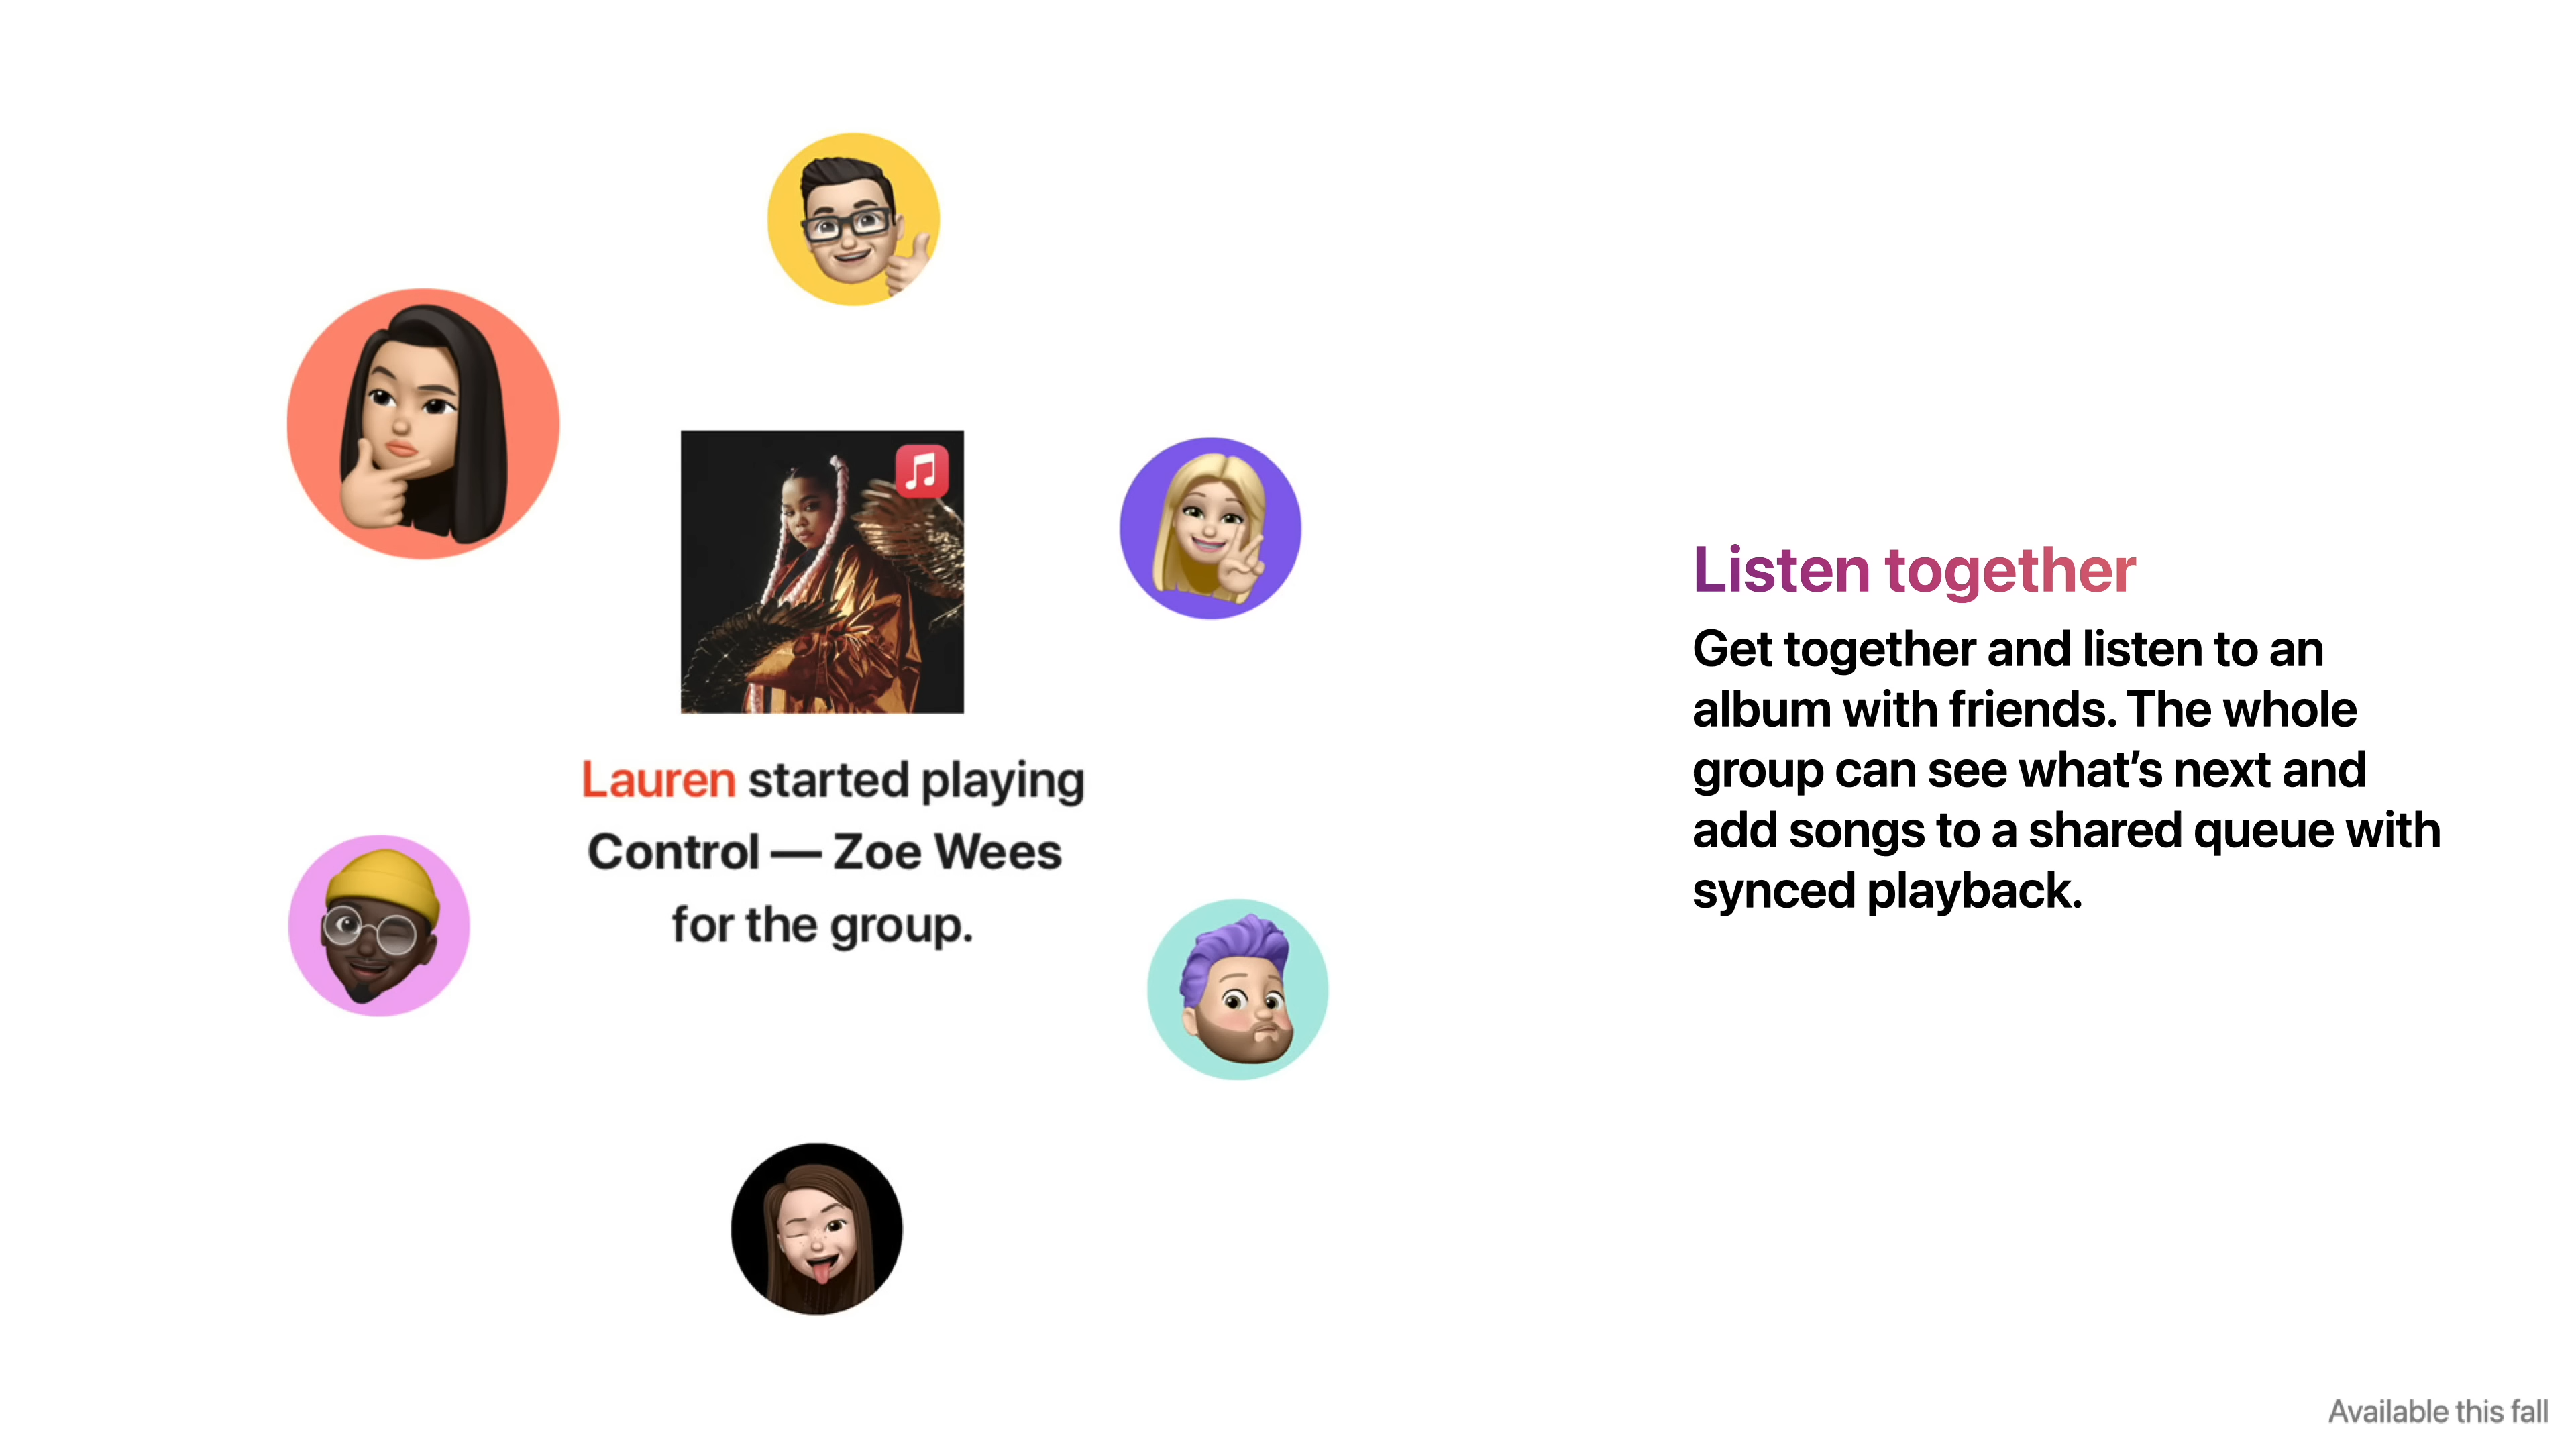 Lauren started playing
Control — Zoe Wees
for the group.
Listen together
Get together and listen to an
album with friends. The whole
group can see what’s next and
add songs to a shared queue with
synced playback.
Available this fall